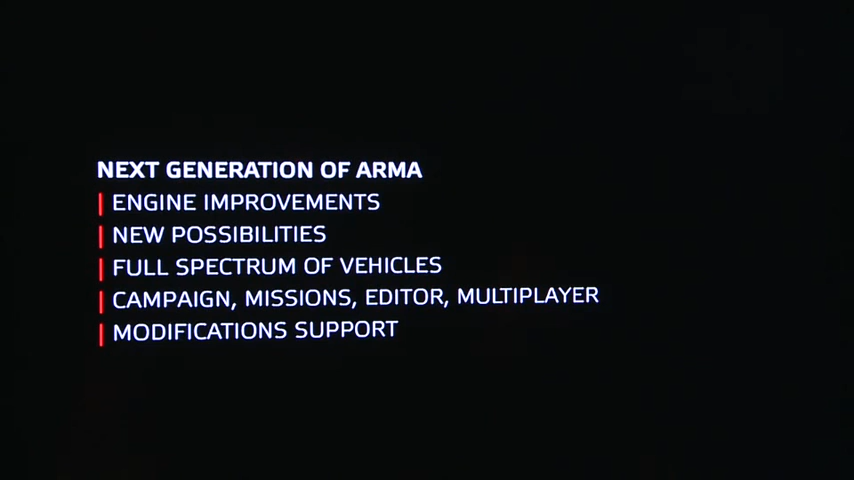 NEXT GENERATION OF ARMA
ENGINE IMPROVEMENTS
NEW POSSIBILITIES
FULL SPECTRUM OF VEHICLES
CAMPAIGN, MISSIONS, EDITOR, MULTIPLAYER
MODIFICATIONS SUPPORT